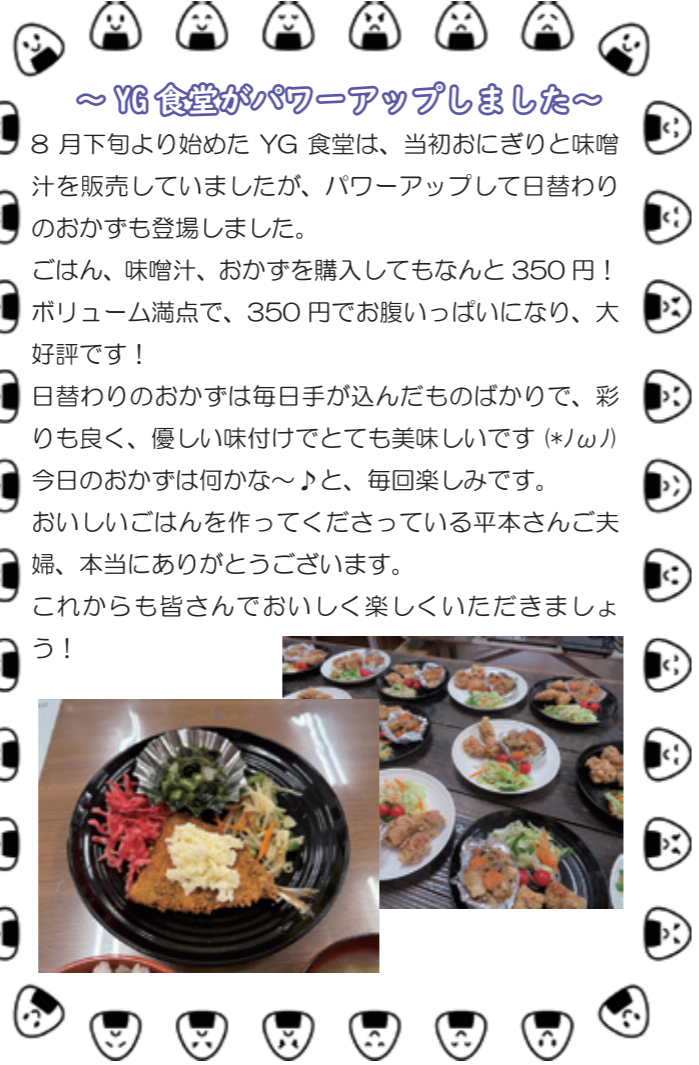 ～YG食堂がパワーアップしました～
8 月下旬より始めた YG 食堂は、当初おにぎりと味噌
汁を販売していましたが、パワーアップして日替わり
のおかずも登場しました。
ごはん、味噌汁、おかずを購入してもなんと 350 円！
ボリューム満点で、350 円でお腹いっぱいになり、大
好評です！
日替わりのおかずは毎日手が込んだものばかりで、彩
りも良く、優しい味付けでとても美味しいです (*ﾉωﾉ)
今日のおかずは何かな～♪と、毎回楽しみです。
おいしいごはんを作ってくださっている平本さんご夫
婦、本当にありがとうございます。
これからも皆さんでおいしく楽しくいただきましょ
う！